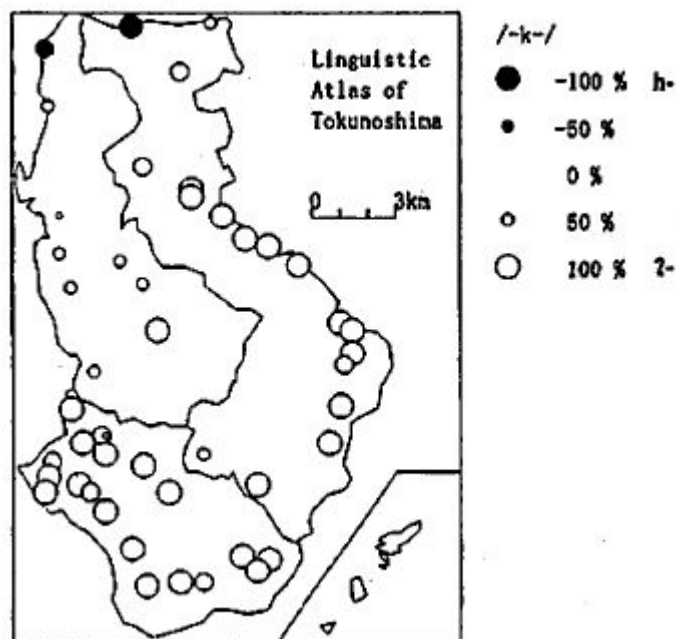 Linguistic
Atlas of
Tokunoshima
0 3km
/-k-/
-100 % h-
-50 %
0 %
50 %
100 % ?-